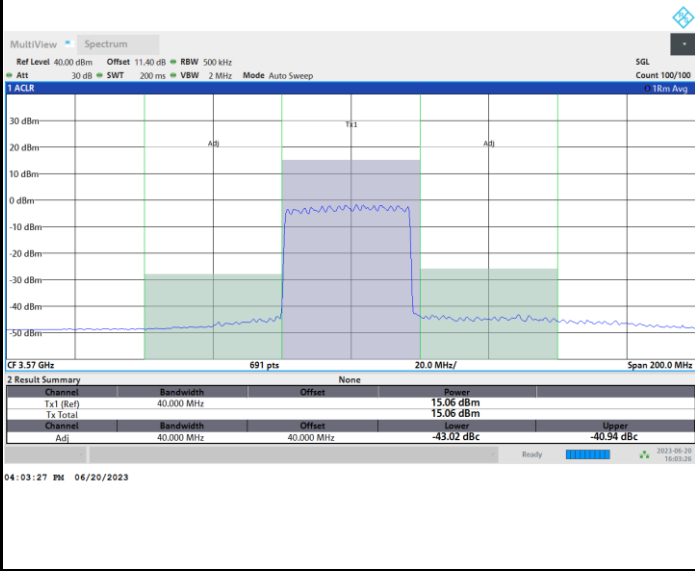 MultiView Spectrum
Ref Level 40.00 dBm Offset 11.40 dB RBW 500 kHz SGL
Att 30 dB SWT 200 ms VBW 2 MHz Mode Auto Sweep Count 100/100
1 ACLR 1Rm Avg
Tx1
Adj Adj
30 dBm
20 dBm
10 dBm
0 dBm
-10 dBm
-20 dBm
-30 dBm
-40 dBm
-50 dBm
CF 3.57 GHz 691 pts 20.0 MHz/ Span 200.0 MHz
2 Result Summary None
Channel Bandwidth Offset Power
Tx1 (Ref) 40.000 MHz 15.06 dBm
Tx Total 15.06 dBm
Channel Bandwidth Offset Lower Upper
Adj 40.000 MHz 40.000 MHz -43.02 dBc -40.94 dBc
Ready 2023-06-20
16:03:28
04:03:27 PM 06/20/2023